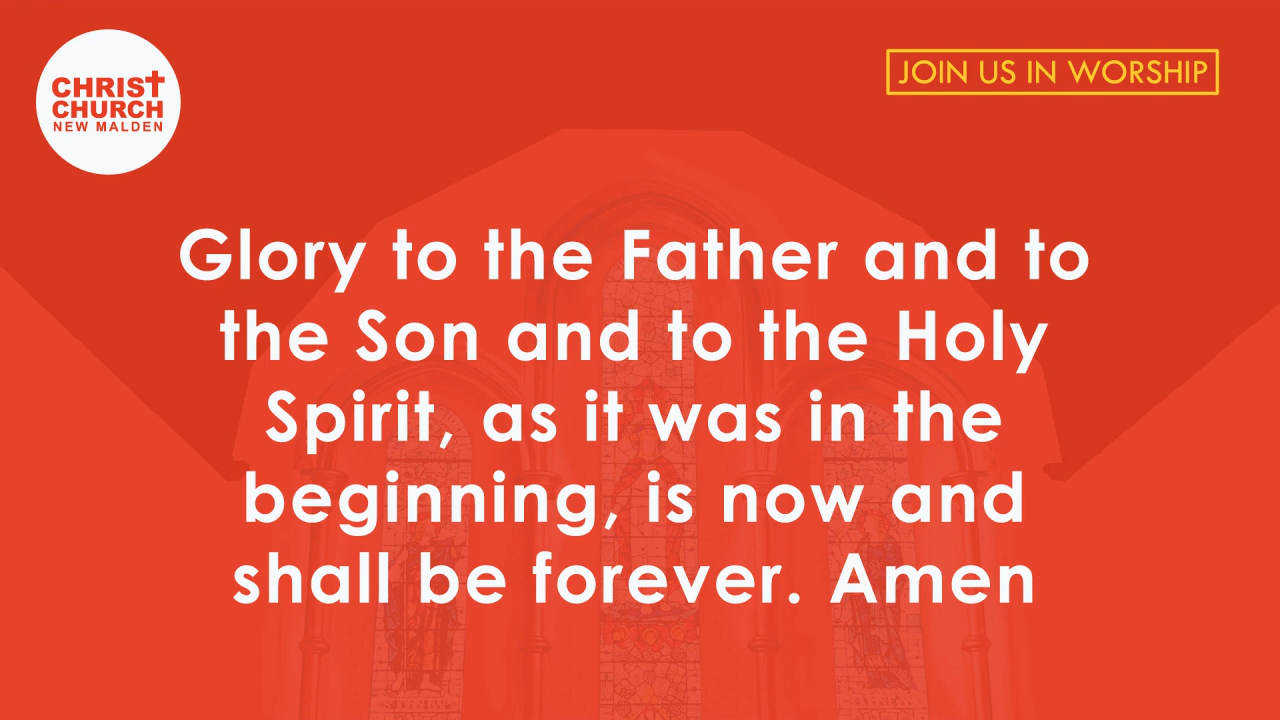 CHRIST
CHURCH
NEW MALDEN
JOIN US IN WORSHIP
Glory to the Father and to
the Son and to the Holy
Spirit, as it was in the
beginning, is now and
shall be forever. Amen